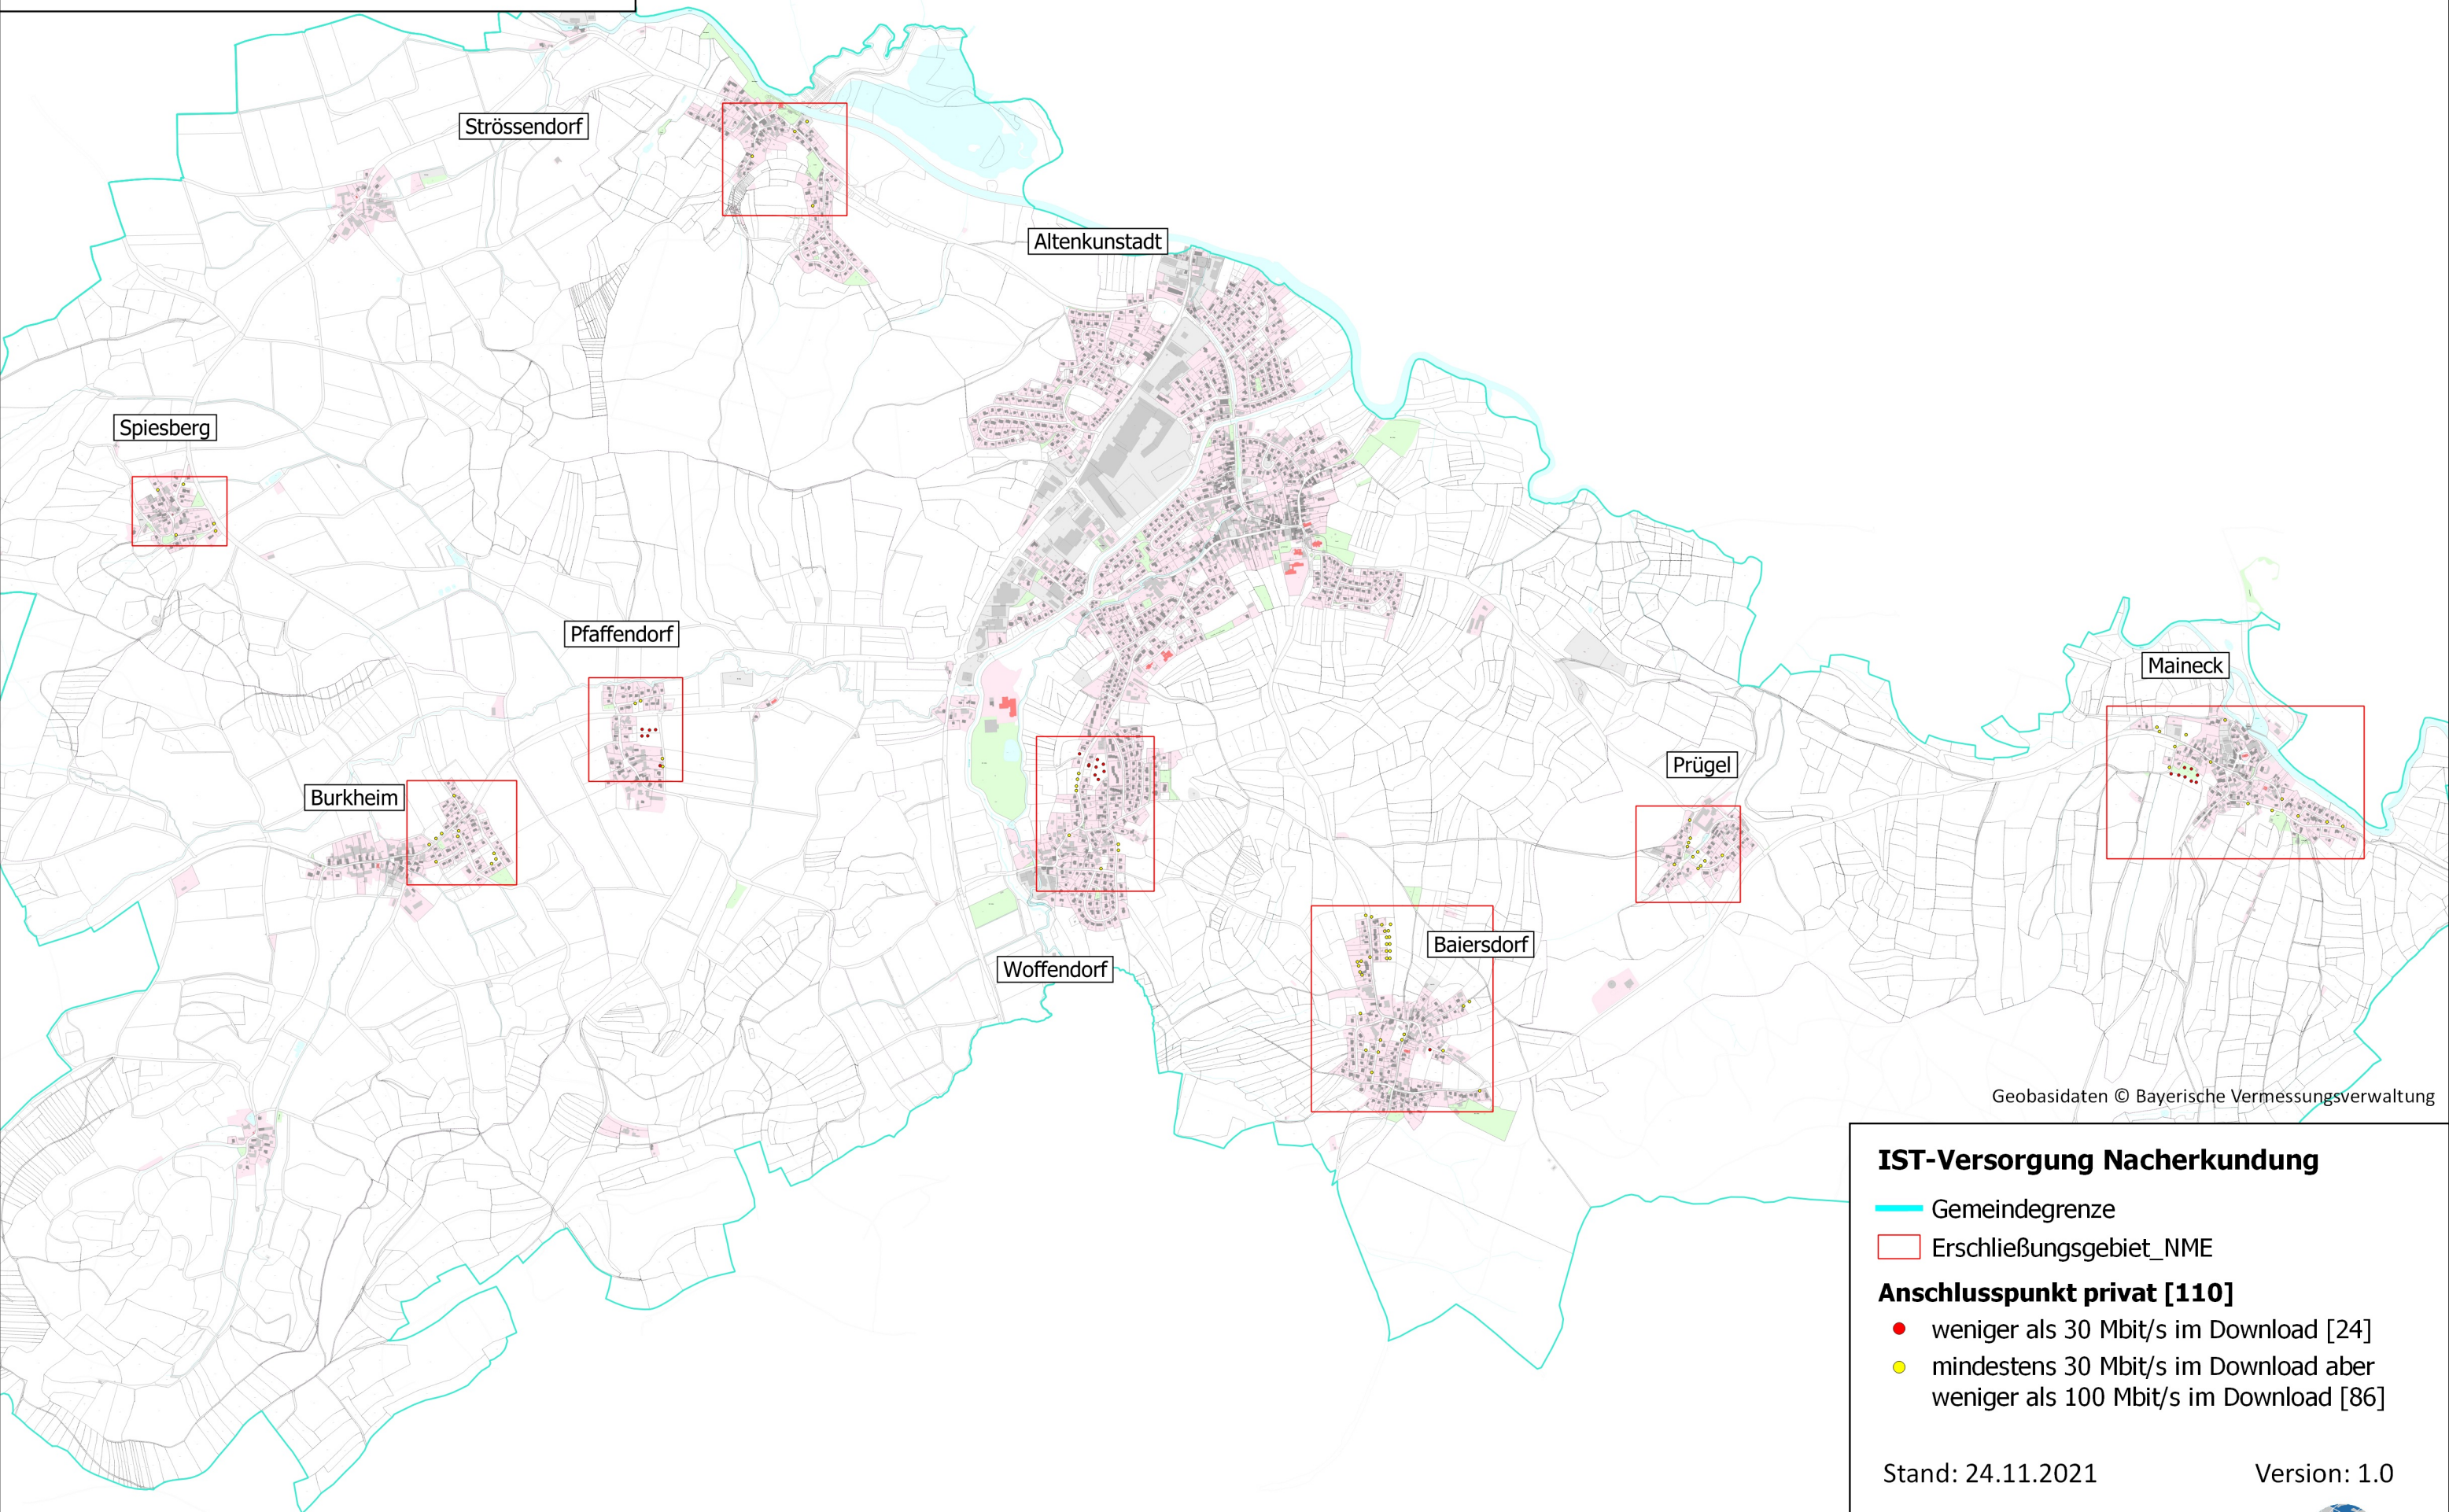 Strössendorf
Altenkunstadt
Spiesberg
Pfaffendorf
Maineck
Prügel
Burkheim
Baiersdorf
Woffendorf
Geobasidaten © Bayerische Vermessungsverwaltung
IST-Versorgung Nacherkundung
Gemeindegrenze
Erschließungsgebiet_NME
Anschlusspunkt privat [110]
weniger als 30 Mbit/s im Download [24]
mindestens 30 Mbit/s im Download aber
weniger als 100 Mbit/s im Download [86]
Stand: 24.11.2021 Version: 1.0